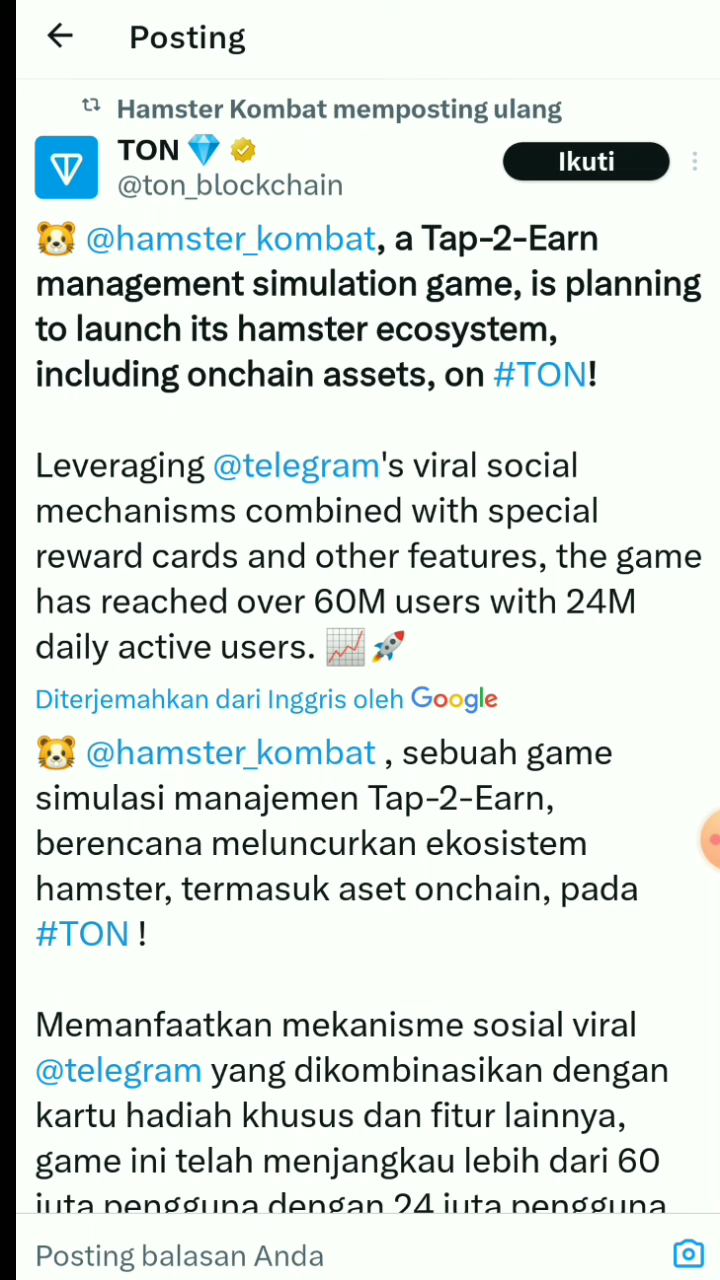 Posting
Hamster Kombat memposting ulang
TON 💎
@ton_blockchain
Ikuti
🐹 @hamster_kombat, a Tap-2-Earn
management simulation game, is planning
to launch its hamster ecosystem,
including onchain assets, on #TON!
Leveraging @telegram's viral social
mechanisms combined with special
reward cards and other features, the game
has reached over 60M users with 24M
daily active users. 📈🚀
Diterjemahkan dari Inggris oleh Google
🐹 @hamster_kombat , sebuah game
simulasi manajemen Tap-2-Earn,
berencana meluncurkan ekosistem
hamster, termasuk aset onchain, pada
#TON !
Memanfaatkan mekanisme sosial viral
@telegram yang dikombinasikan dengan
kartu hadiah khusus dan fitur lainnya,
game ini telah menjangkau lebih dari 60
juta pengguna dengan 24 juta pengguna
Posting balasan Anda